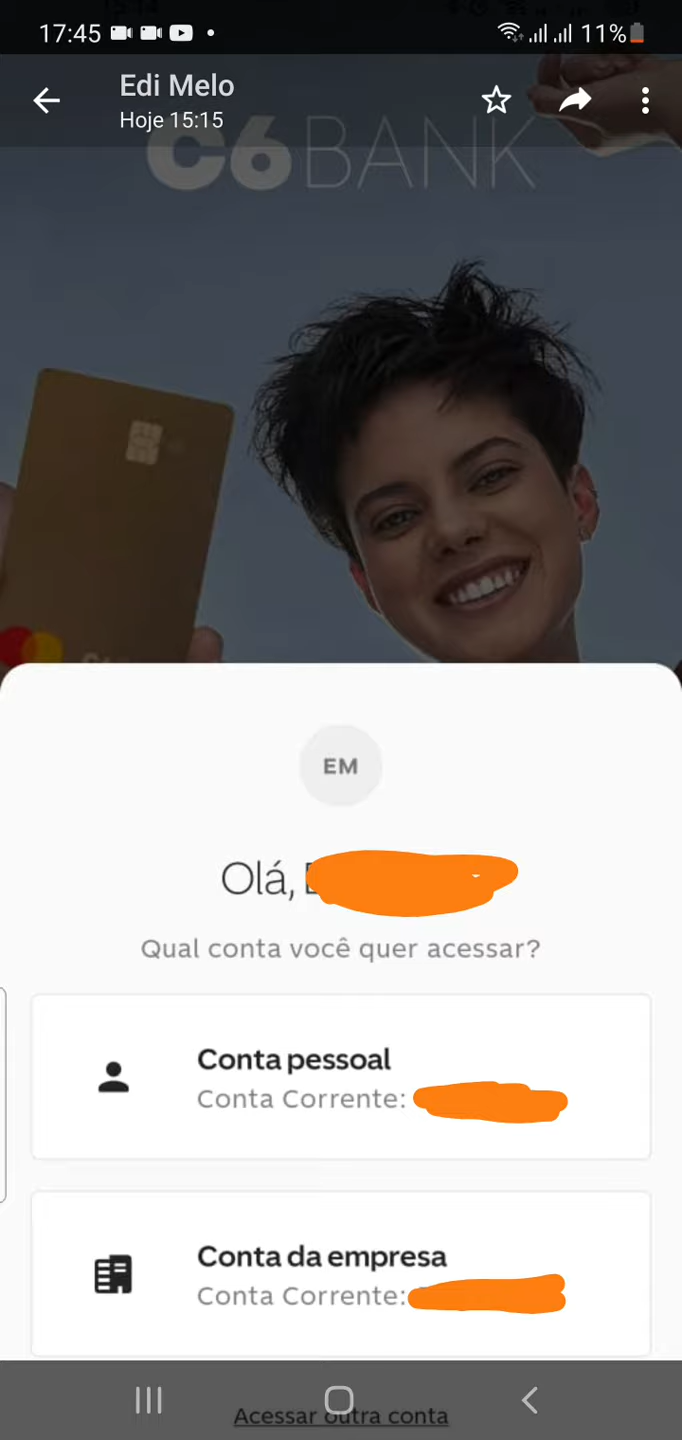 17:45
11%
Edi Melo
Hoje 15:15
C6 BANK
EM
Olá,
Qual conta você quer acessar?
Conta pessoal
Conta Corrente:
Conta da empresa
Conta Corrente:
Acessar outra conta